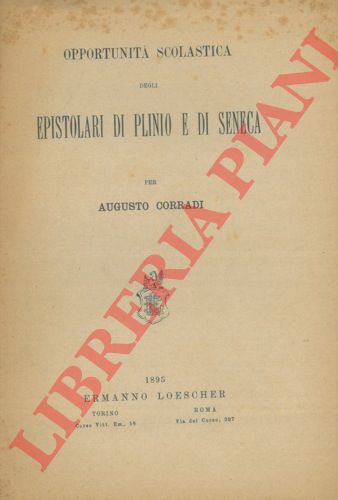 OPPORTUNITÀ SCOLASTICA
DEGLI
EPISTOLARI DI PLINIO E DI SENECA
PER
AUGUSTO CORRADI
1895
ERMANNO LOESCHER
TORINO ROMA
Corso Vitt. Em., 19 Via del Corso, 307
LIBRERIA PIANI